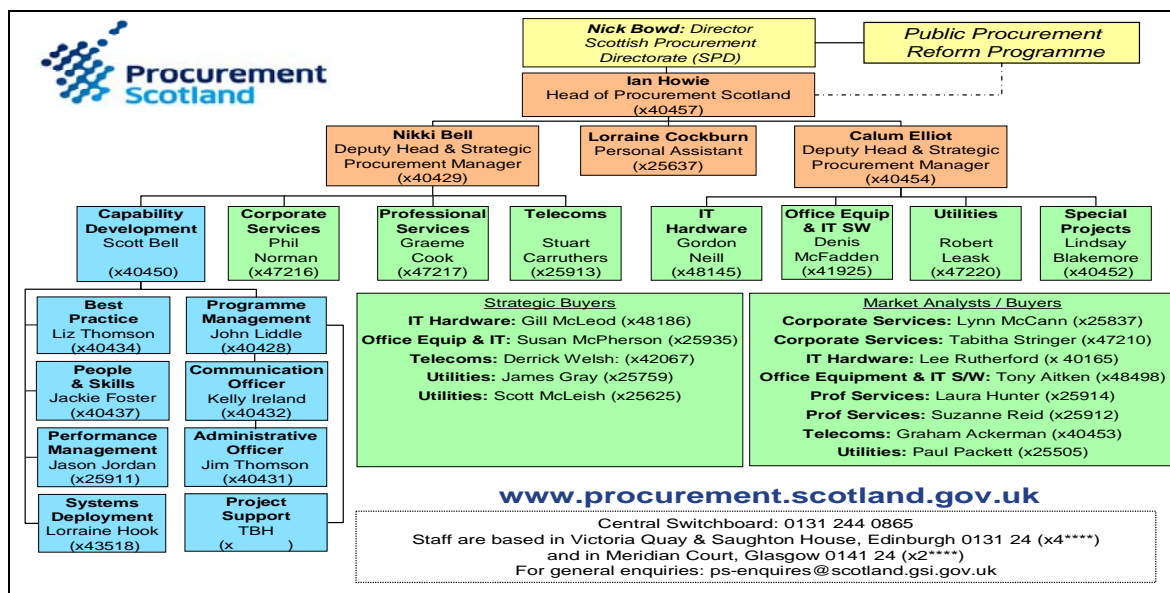 Procurement
Scotland
Nick Bowd: Director
Scottish Procurement
Directorate (SPD)
Public Procurement
Reform Programme
Ian Howie
Head of Procurement Scotland
(x40457)
Nikki Bell
Deputy Head & Strategic
Procurement Manager
(x40429)
Lorraine Cockburn
Personal Assistant
(x25637)
Calum Elliot
Deputy Head & Strategic
Procurement Manager
(x40454)
Capability
Development
Scott Bell
(x40450)
Corporate
Services
Phil
Norman
(x47216)
Professional
Services
Graeme
Cook
(x47217)
Telecoms
Stuart
Carruthers
(x25913)
IT
Hardware
Gordon
Neill
(x48145)
Office Equip
& IT SW
Denis
McFadden
(x41925)
Utilities
Robert
Leask
(x47220)
Special
Projects
Lindsay
Blakemore
(x40452)
Best
Practice
Liz Thomson
(x40434)
Programme
Management
John Liddle
(x40428)
People
& Skills
Jackie Foster
(x40437)
Communication
Officer
Kelly Ireland
(x40432)
Performance
Management
Jason Jordan
(x25911)
Administrative
Officer
Jim Thomson
(x40431)
Systems
Deployment
Lorraine Hook
(x43518)
Project
Support
TBH
(x )
Strategic Buyers
IT Hardware: Gill McLeod (x48186)
Office Equip & IT: Susan McPherson (x25935)
Telecoms: Derrick Welsh: (x42067)
Utilities: James Gray (x25759)
Utilities: Scott McLeish (x25625)
Market Analysts / Buyers
Corporate Services: Lynn McCann (x25837)
Corporate Services: Tabitha Stringer (x47210)
IT Hardware: Lee Rutherford (x 40165)
Office Equipment & IT S/W: Tony Aitken (x48498)
Prof Services: Laura Hunter (x25914)
Prof Services: Suzanne Reid (x25912)
Telecoms: Graham Ackerman (x40453)
Utilities: Paul Packett (x25505)
www.procurement.scotland.gov.uk
Central Switchboard: 0131 244 0865
Staff are based in Victoria Quay & Saughton House, Edinburgh 0131 24 (x4****)
and in Meridian Court, Glasgow 0141 24 (x2****)
For general enquiries: ps-enquires@scotland.gsi.gov.uk